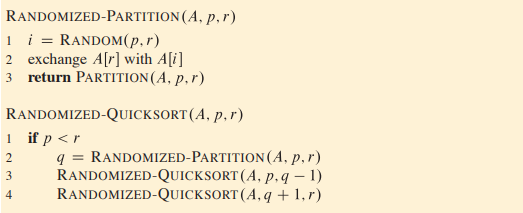 RANDOMIZED-PARTITION(A, p, r)
1 i = RANDOM(p, r)
2 exchange A[r] with A[i]
3 return PARTITION(A, p, r)
RANDOMIZED-QUICKSORT(A, p, r)
1 if p < r
2 q = RANDOMIZED-PARTITION(A, p, r)
3 RANDOMIZED-QUICKSORT(A, p, q − 1)
4 RANDOMIZED-QUICKSORT(A, q + 1, r)